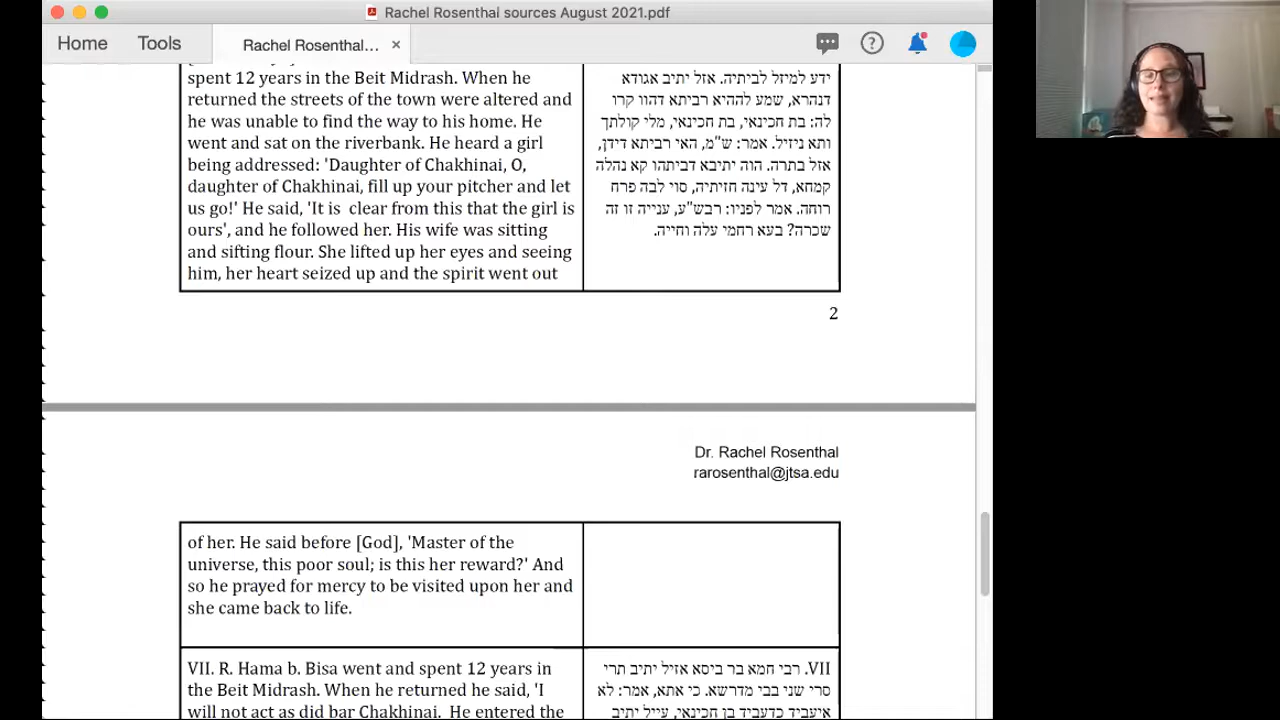 Rachel Rosenthal sources August 2021.pdf
Home
Tools
Rachel Rosenthal...
spent 12 years in the Beit Midrash. When he
returned the streets of the town were altered and
he was unable to find the way to his home. He
went and sat on the riverbank. He heard a girl
being addressed: 'Daughter of Chakhinai, O,
daughter of Chakhinai, fill up your pitcher and let
us go!' He said, 'It is clear from this that the girl is
ours', and he followed her. His wife was sitting
and sifting flour. She lifted up her eyes and seeing
him, her heart seized up and the spirit went out
ידע למיזל לביתיה. אזל יתיב אגודא
דנהרא, שמע לההיא רביתא דהוו קרו
לה: בת חכינאי, בת חכינאי, מלי קולתך
ותא ניזיל. אמר: ש"מ, האי רביתא דידן,
אזל בתרה. הוה יתיבא דביתהו קא נהלה
קמחא, דל עינה חזיתיה, סוי לבה פרח
רוחה. אמר לפניו: רבש"ע, ענייה זו זה
שכרה? בעא רחמי עלה וחייה.
2
Dr. Rachel Rosenthal
rarosenthal@jtsa.edu
of her. He said before [God], 'Master of the
universe, this poor soul; is this her reward?' And
so he prayed for mercy to be visited upon her and
she came back to life.
VII. R. Hama b. Bisa went and spent 12 years in
the Beit Midrash. When he returned he said, 'I
will not act as did bar Chakhinai. He entered the
VII. רבי חמא בר ביסא אזיל יתיב תרי
סרי שני בבי מדרשא. כי אתא, אמר: לא
איעביד כדעביד בן חכינאי, עייל יתיב